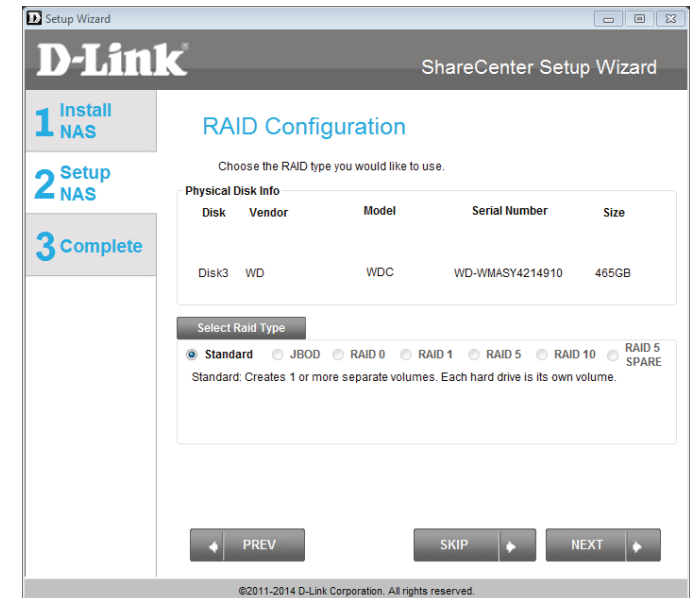 Setup Wizard
D-Link
ShareCenter Setup Wizard
1 Install NAS
2 Setup NAS
3 Complete
RAID Configuration
Choose the RAID type you would like to use.
Physical Disk Info
Disk Vendor Model Serial Number Size
Disk3 WD WDC WD-WMASY4214910 465GB
Select Raid Type
Standard JBOD RAID 0 RAID 1 RAID 5 RAID 10 RAID 5 SPARE
Standard: Creates 1 or more separate volumes. Each hard drive is its own volume.
PREV SKIP NEXT
©2011-2014 D-Link Corporation. All rights reserved.